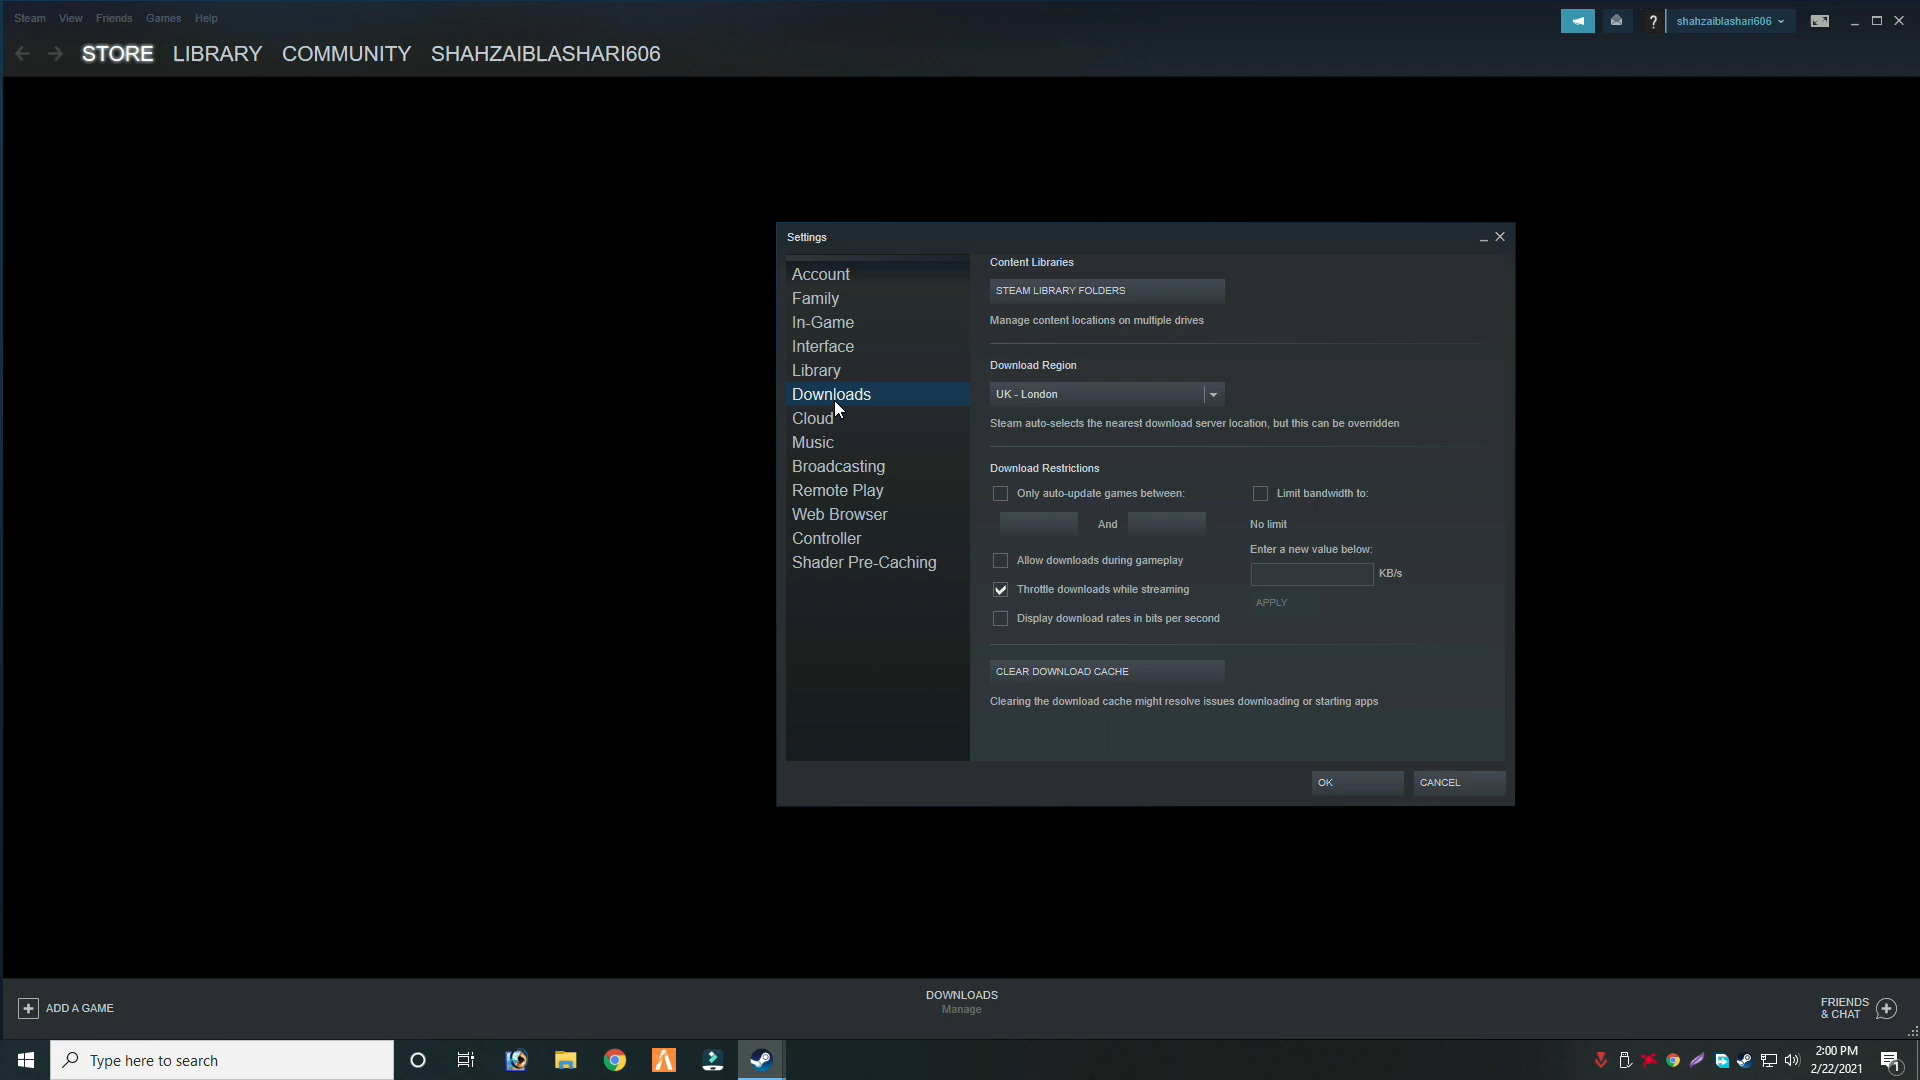 Steam View Friends Games Help
? shahzaiblashari606
STORE LIBRARY COMMUNITY SHAHZAIBLASHARI606
Settings
Account
Family
In-Game
Interface
Library
Downloads
Cloud
Music
Broadcasting
Remote Play
Web Browser
Controller
Shader Pre-Caching
Content Libraries
STEAM LIBRARY FOLDERS
Manage content locations on multiple drives
Download Region
UK - London
Steam auto-selects the nearest download server location, but this can be overridden
Download Restrictions
Only auto-update games between:
And
Allow downloads during gameplay
Throttle downloads while streaming
Display download rates in bits per second
Limit bandwidth to:
No limit
Enter a new value below:
KB/s
APPLY
CLEAR DOWNLOAD CACHE
Clearing the download cache might resolve issues downloading or starting apps
OK CANCEL
ADD A GAME
DOWNLOADS
Manage
FRIENDS
& CHAT
Type here to search
2:00 PM
2/22/2021
1